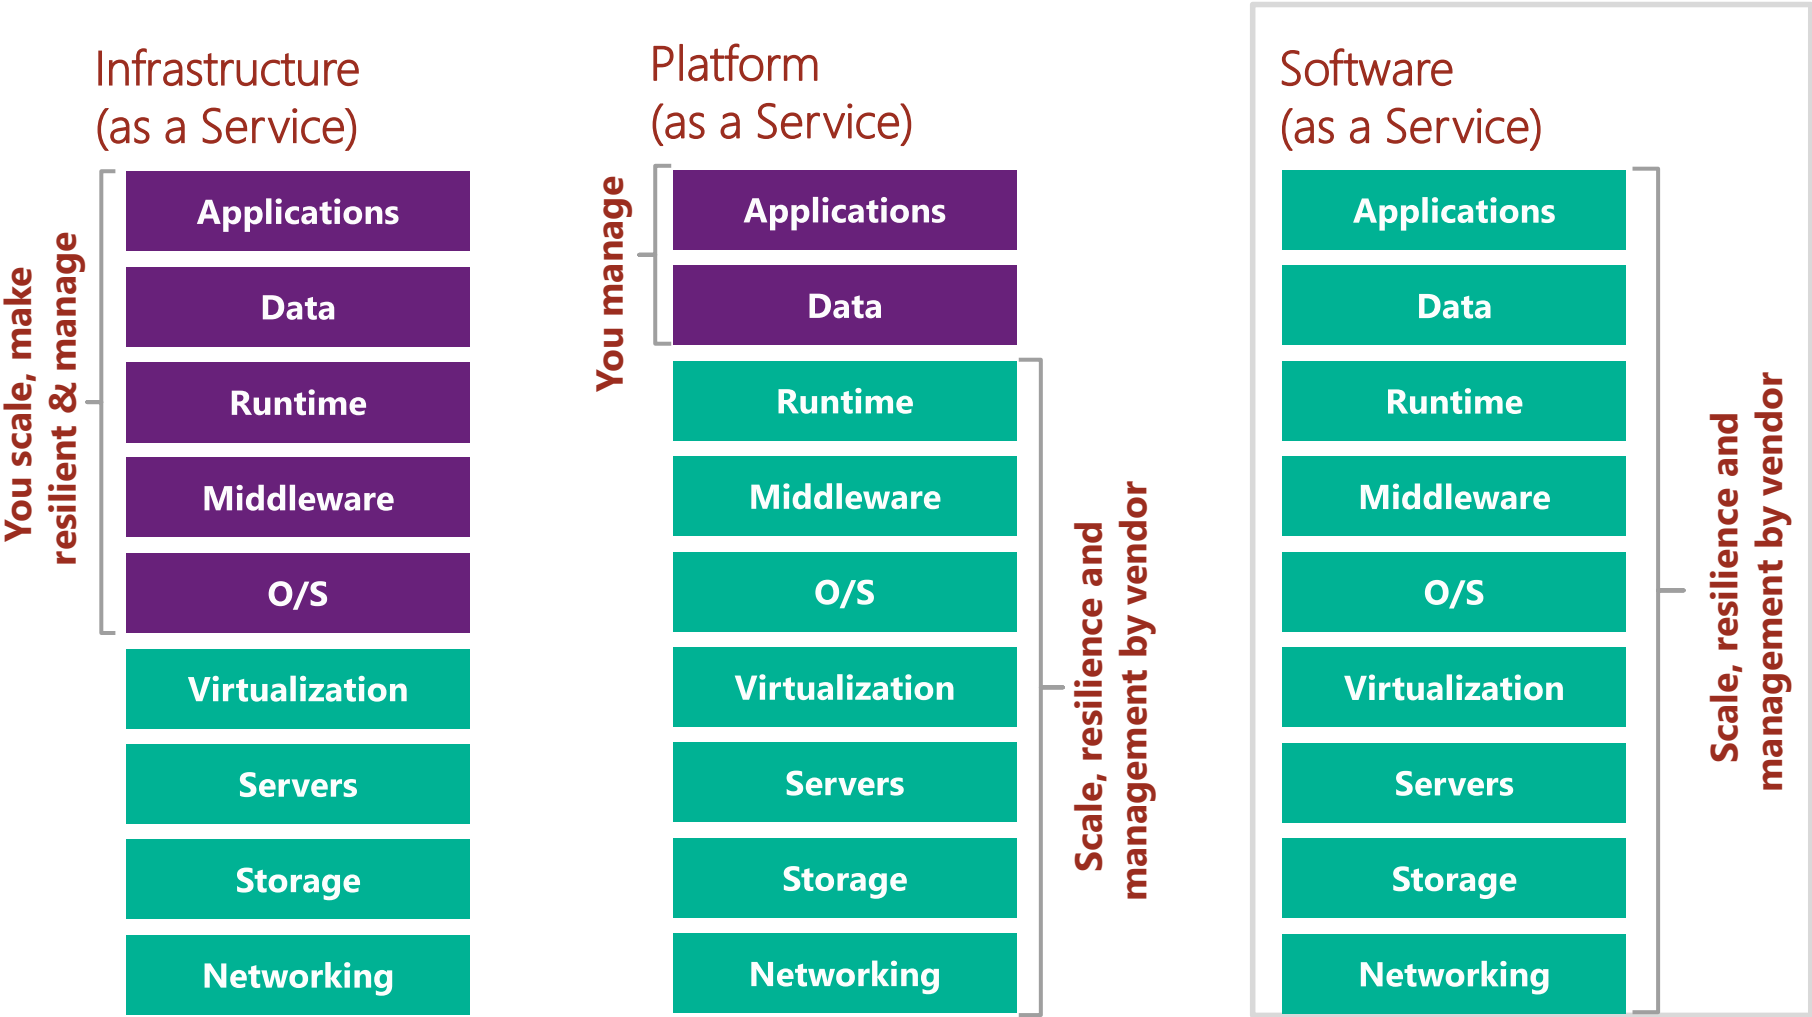 Infrastructure
(as a Service)
You scale, make
resilient & manage
Applications
Data
Runtime
Middleware
O/S
Virtualization
Servers
Storage
Networking
Platform
(as a Service)
You manage
Applications
Data
Runtime
Middleware
O/S
Virtualization
Servers
Storage
Networking
Scale, resilience and
management by vendor
Software
(as a Service)
Applications
Data
Runtime
Middleware
O/S
Virtualization
Servers
Storage
Networking
Scale, resilience and
management by vendor